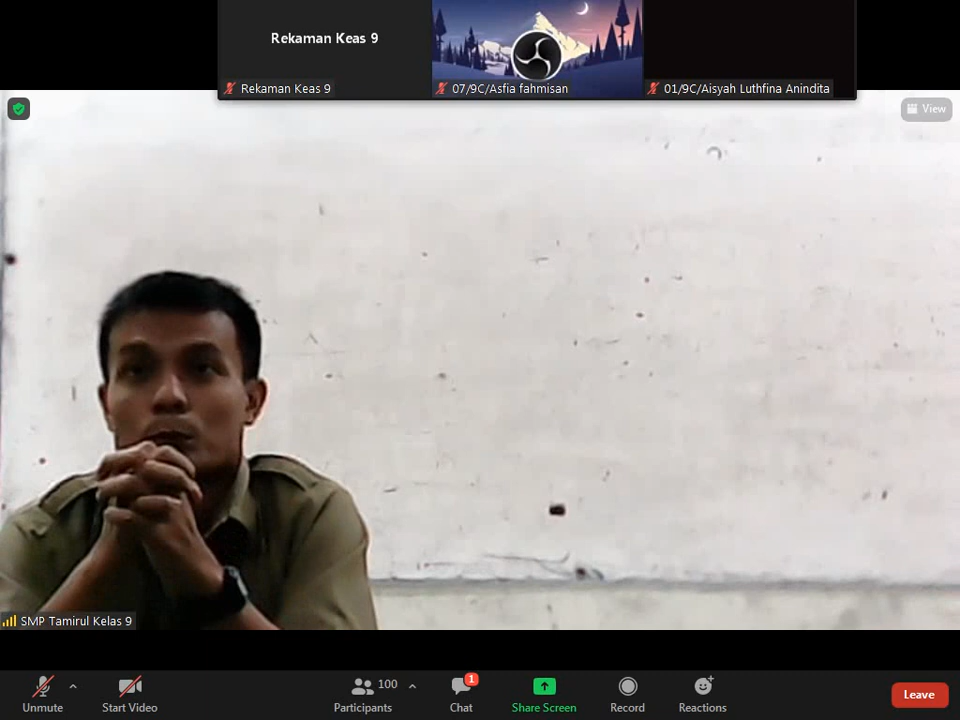 Rekaman Keas 9
Rekaman Keas 9
07/9C/Asfia fahmisan
01/9C/Aisyah Luthfina Anindita
View
SMP Tamirul Kelas 9
Unmute
Start Video
100
Participants
1
Chat
Share Screen
Record
Reactions
Leave